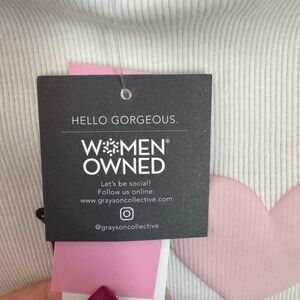 HELLO GORGEOUS.
WOMEN®
OWNED
Let's be social!
Follow us online:
www.graysoncollective.com
@graysoncollective